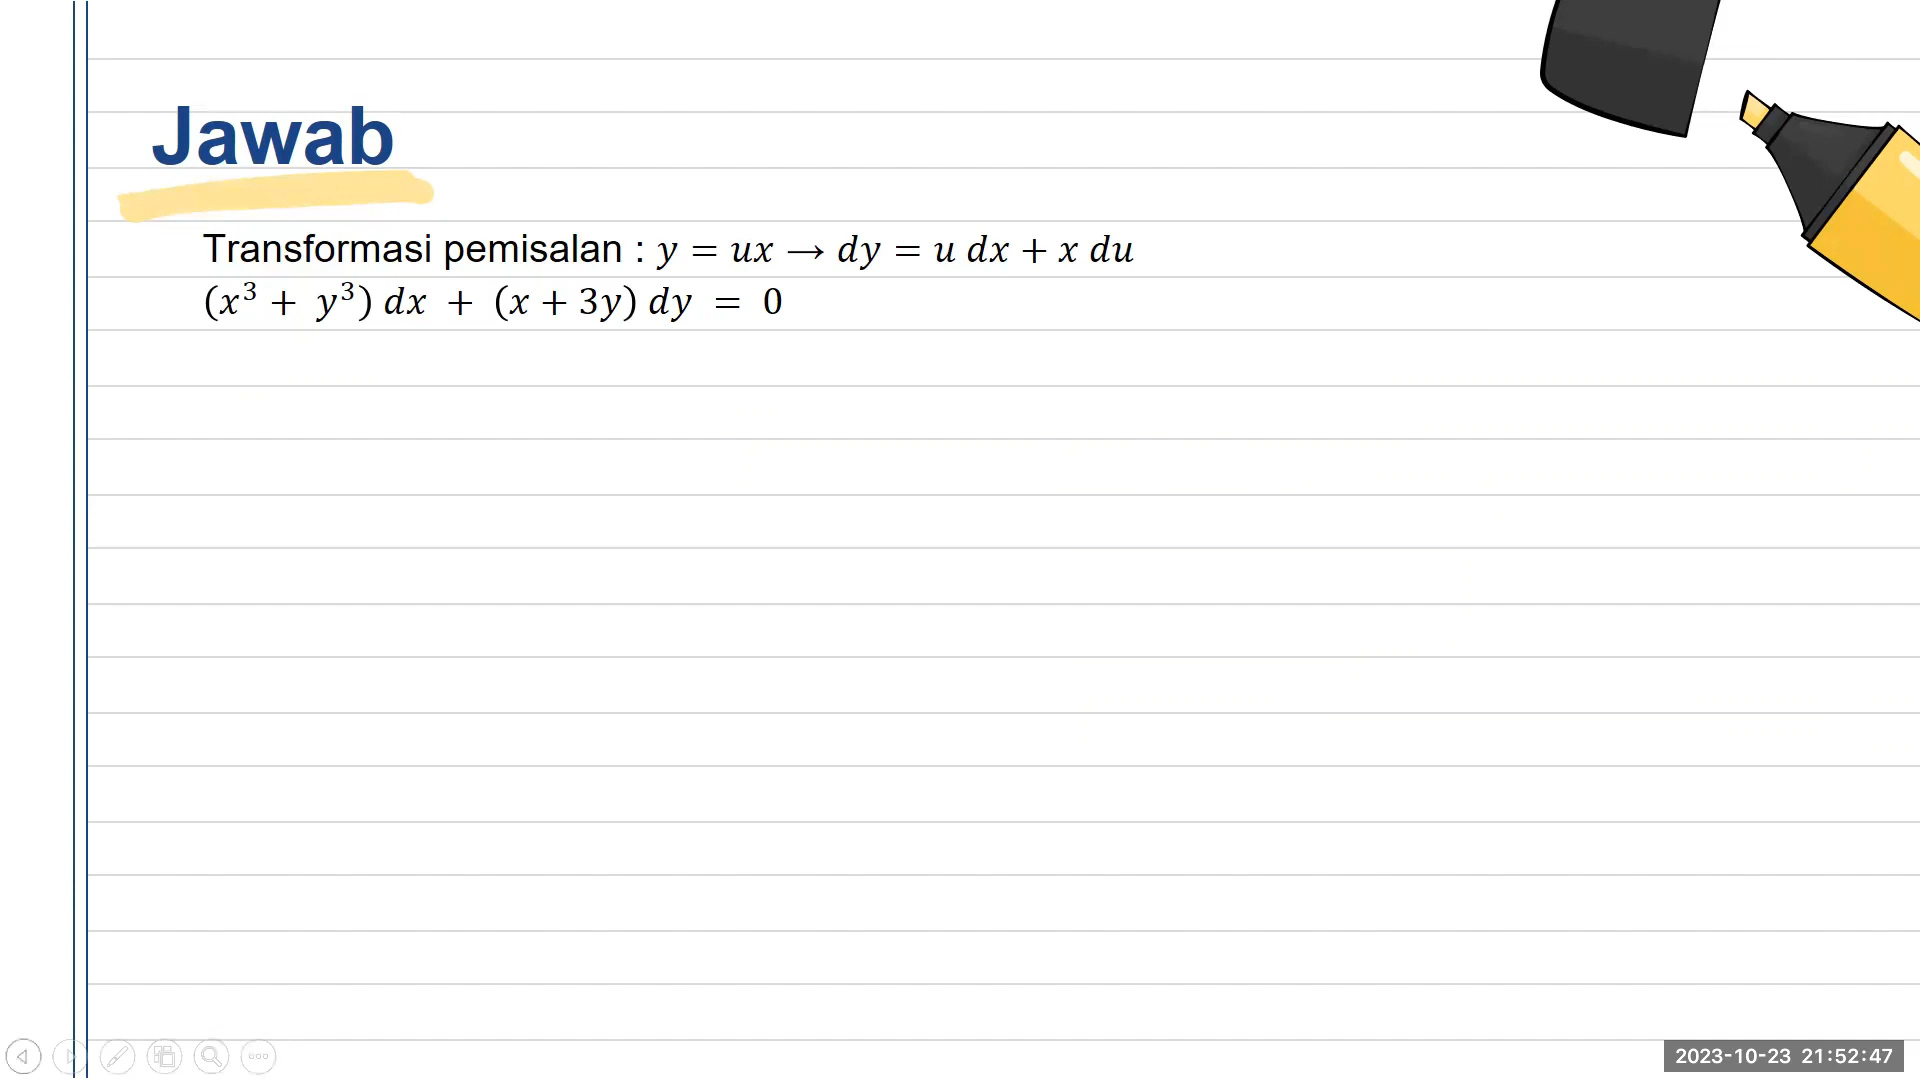 Jawab
Transformasi pemisalan : y = ux → dy = u dx + x du
(x³ + y³) dx + (x + 3y) dy = 0
2023-10-23 21:52:47